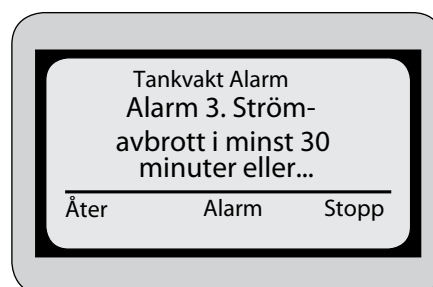 Tankvakt Alarm
Alarm 3. Ström-
avbrott i minst 30
minuter eller...
Åter Alarm Stopp